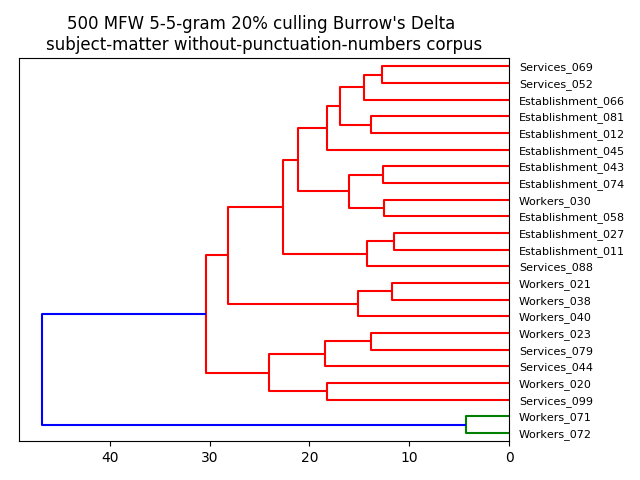 500 MFW 5-5-gram 20% culling Burrow's Delta
subject-matter without-punctuation-numbers corpus
Services_069
Services_052
Establishment_066
Establishment_081
Establishment_012
Establishment_045
Establishment_043
Establishment_074
Workers_030
Establishment_058
Establishment_027
Establishment_011
Services_088
Workers_021
Workers_038
Workers_040
Workers_023
Services_079
Services_044
Workers_020
Services_099
Workers_071
Workers_072
40 30 20 10 0